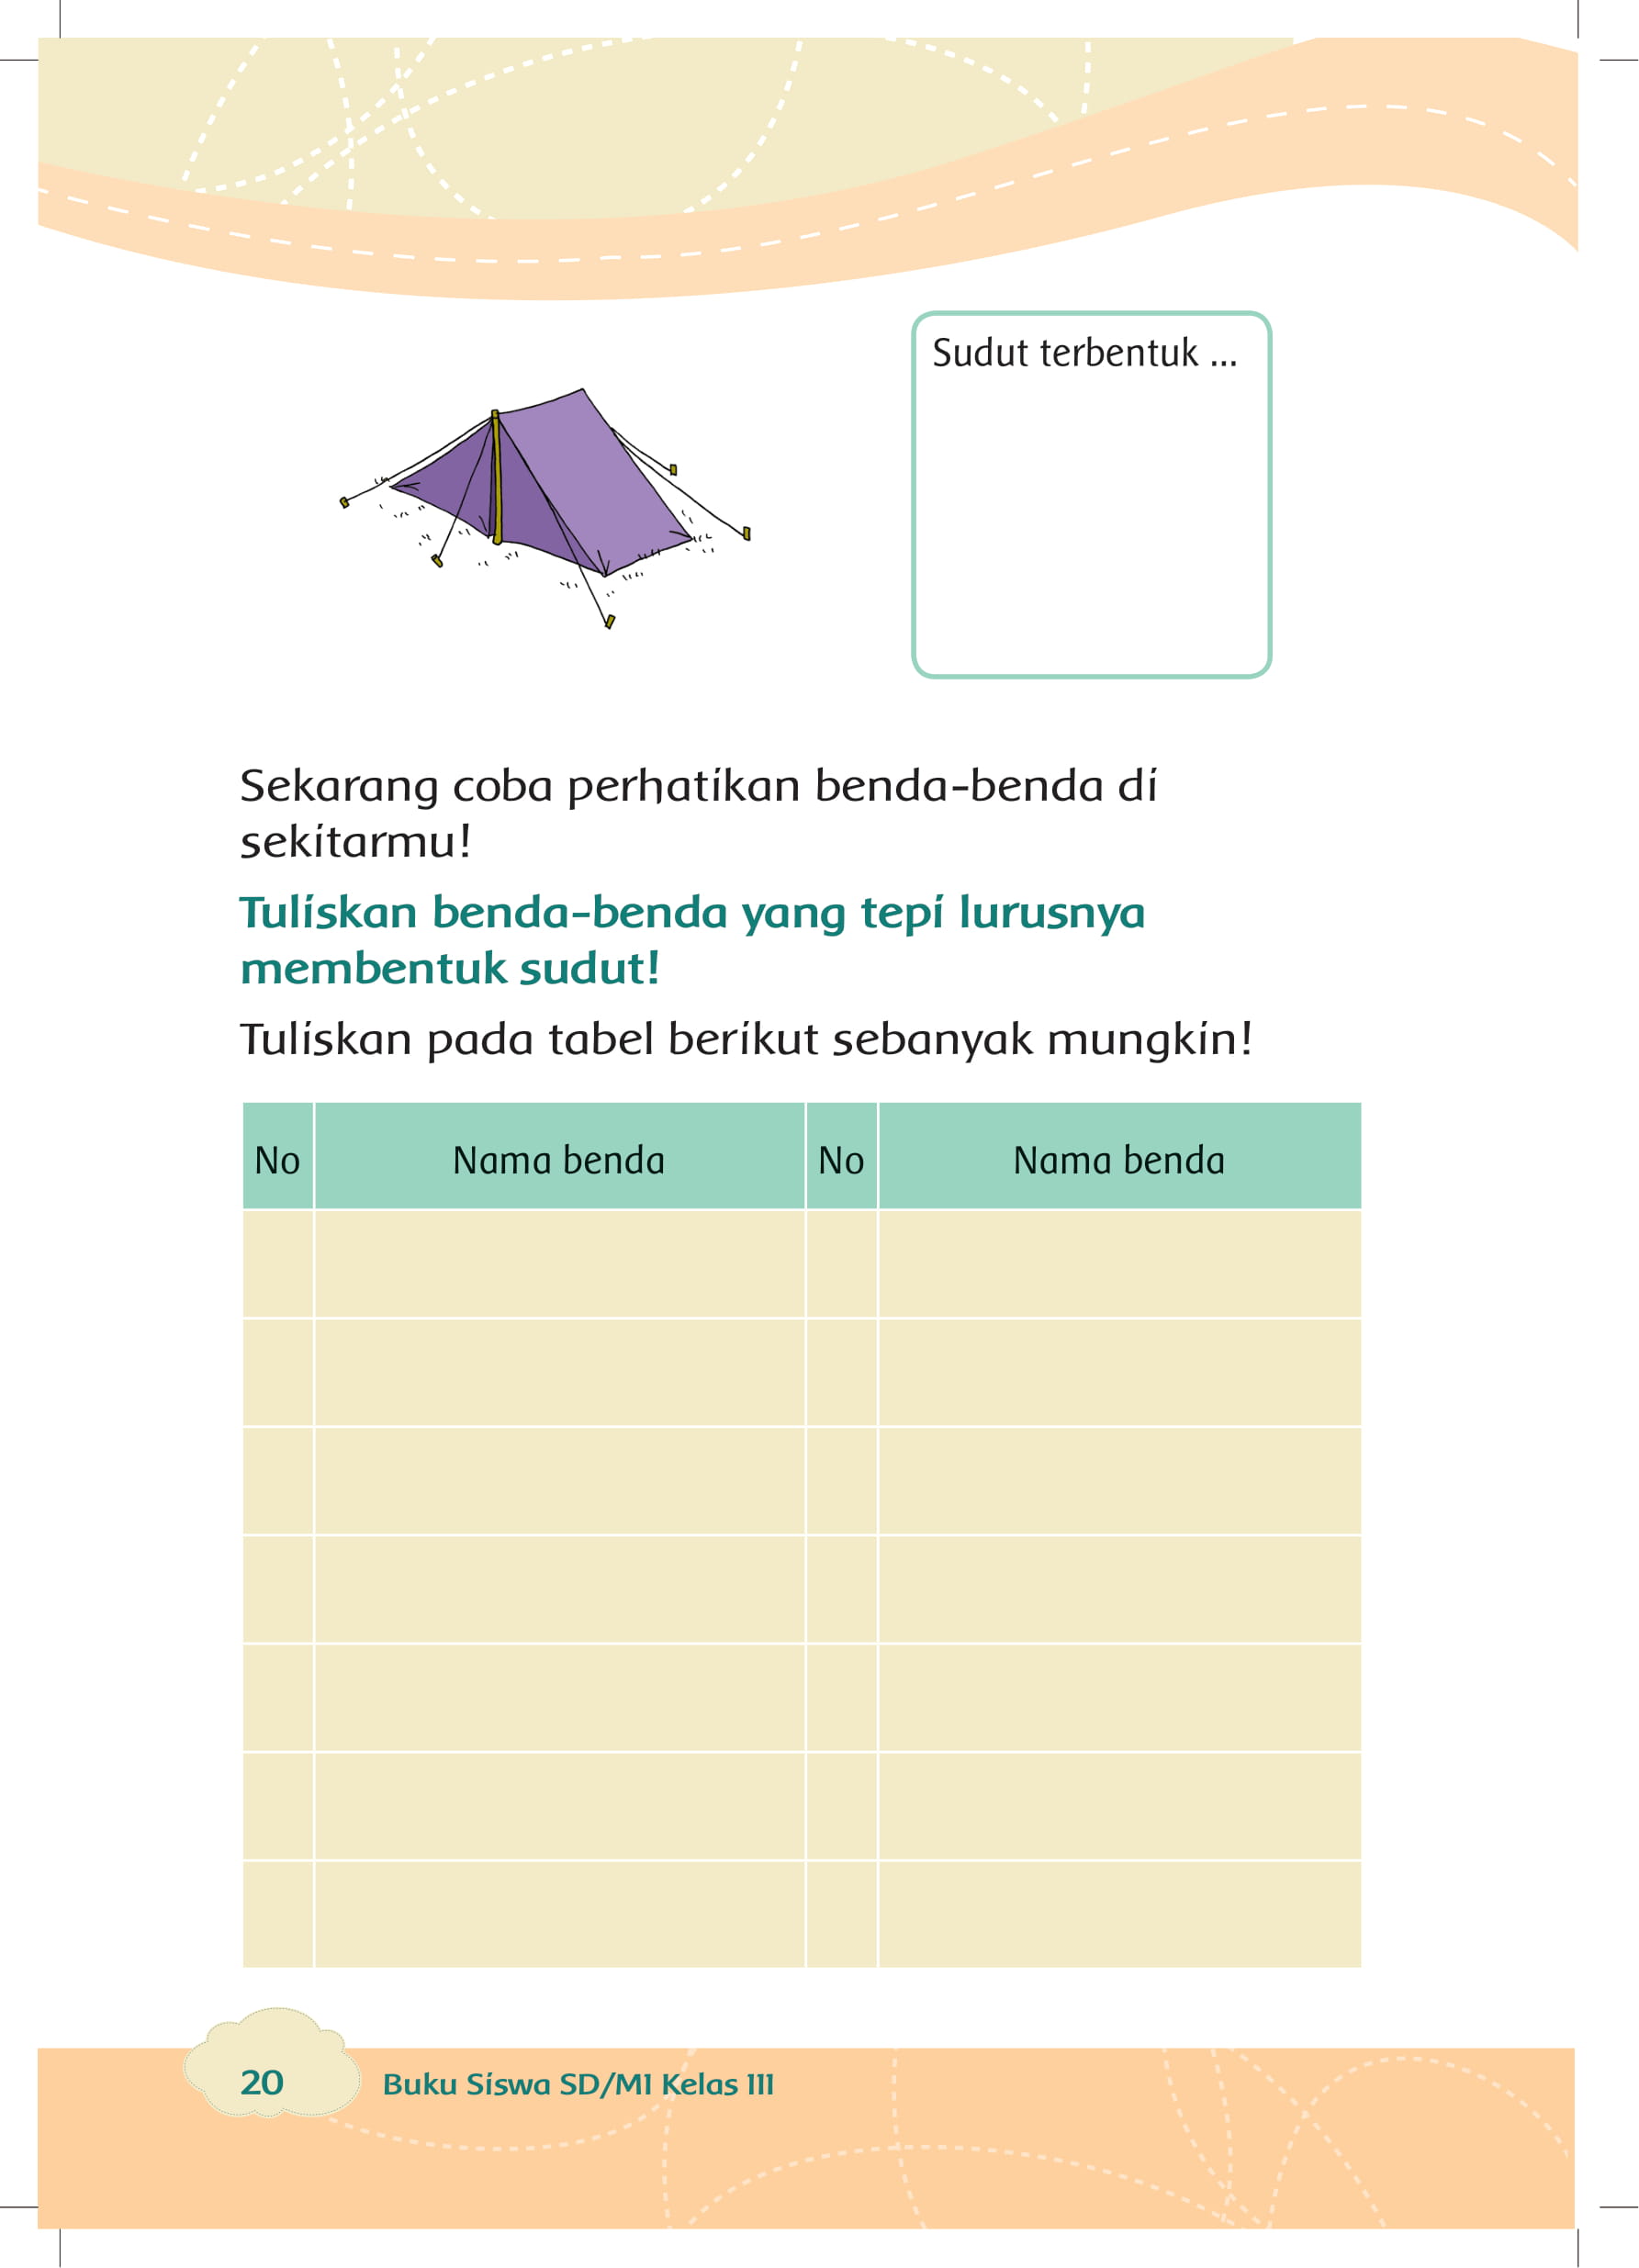 Sudut terbentuk ...
Sekarang coba perhatikan benda-benda di
sekitarmu!
Tuliskan benda-benda yang tepi lurusnya
membentuk sudut!
Tuliskan pada tabel berikut sebanyak mungkin!
No Nama benda No Nama benda
20 Buku Siswa SD/MI Kelas III